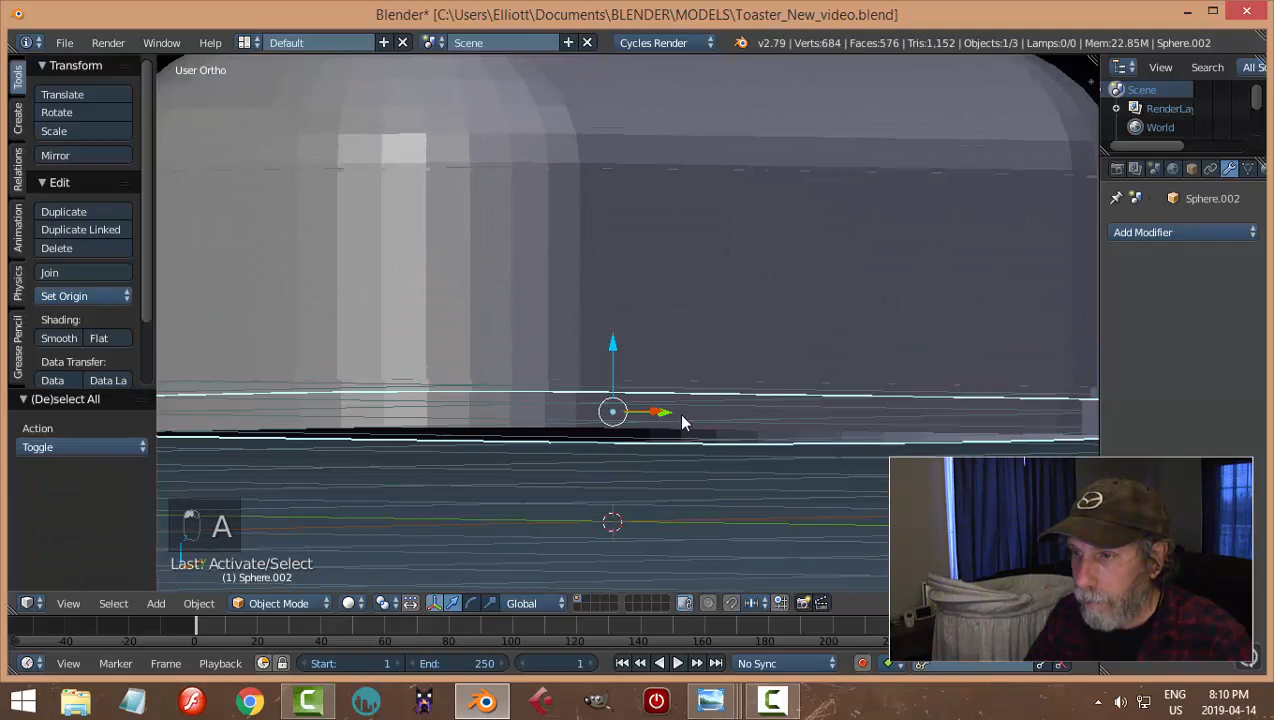 Blender* [C:\Users\Elliott\Documents\BLENDER\MODELS\Toaster_New_video.blend]
File Render Window Help Default Scene Cycles Render v2.79 | Verts:684 | Faces:576 | Tris:1,152 | Objects:1/3 | Lamps:0/0 | Mem:22.85M | Sphere.002
Tools
Create
Relations
Animation
Physics
Grease Pencil
Transform
Translate
Rotate
Scale
Mirror
Edit
Duplicate
Duplicate Linked
Delete
Join
Set Origin
Shading:
Smooth Flat
Data Transfer:
Data Data La
(De)select All
Action
Toggle
User Ortho
A
Last: Activate/Select
(1) Sphere.002
View Search All S
Scene
RenderLay
World
Sphere.002
Add Modifier
View Select Add Object Object Mode Global
-40 -20 0 20 40 60 80 100 120 140 160 180 200
View Marker Frame Playback Start: 1 End: 250 1 No Sync
ENG
US
8:10 PM
2019-04-14